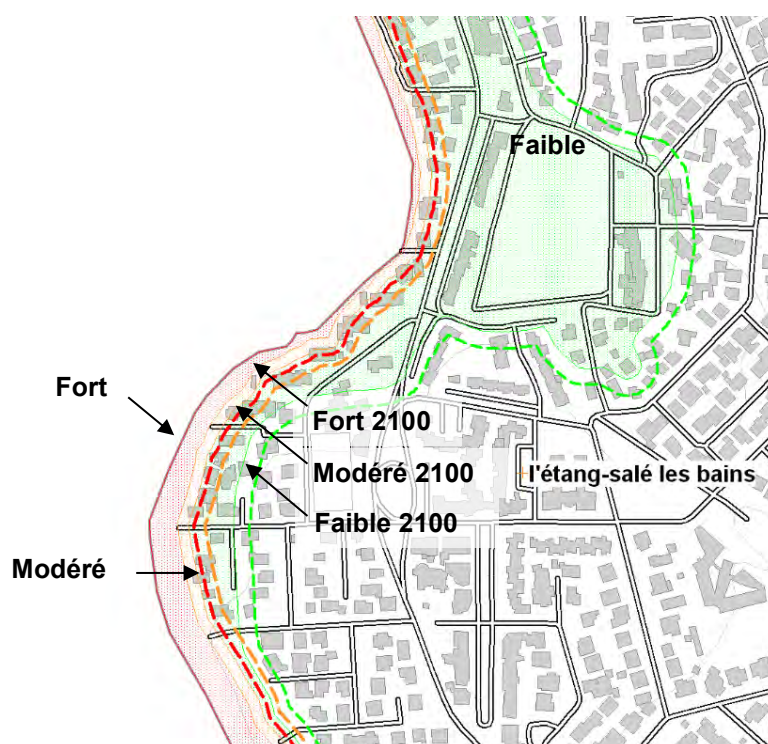 Faible
Fort
Fort 2100
Modéré 2100
l'étang-salé les bains
Faible 2100
Modéré